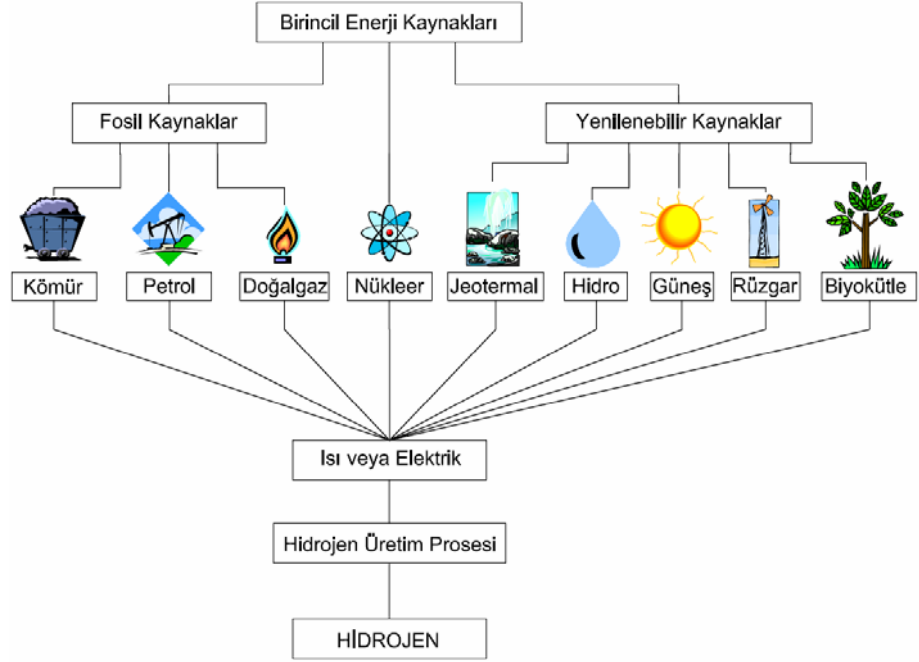 Birincil Enerji Kaynakları
Fosil Kaynaklar
Yenilenebilir Kaynaklar
Kömür
Petrol
Doğalgaz
Nükleer
Jeotermal
Hidro
Güneş
Rüzgar
Biyokütle
Isı veya Elektrik
Hidrojen Üretim Prosesi
HİDROJEN